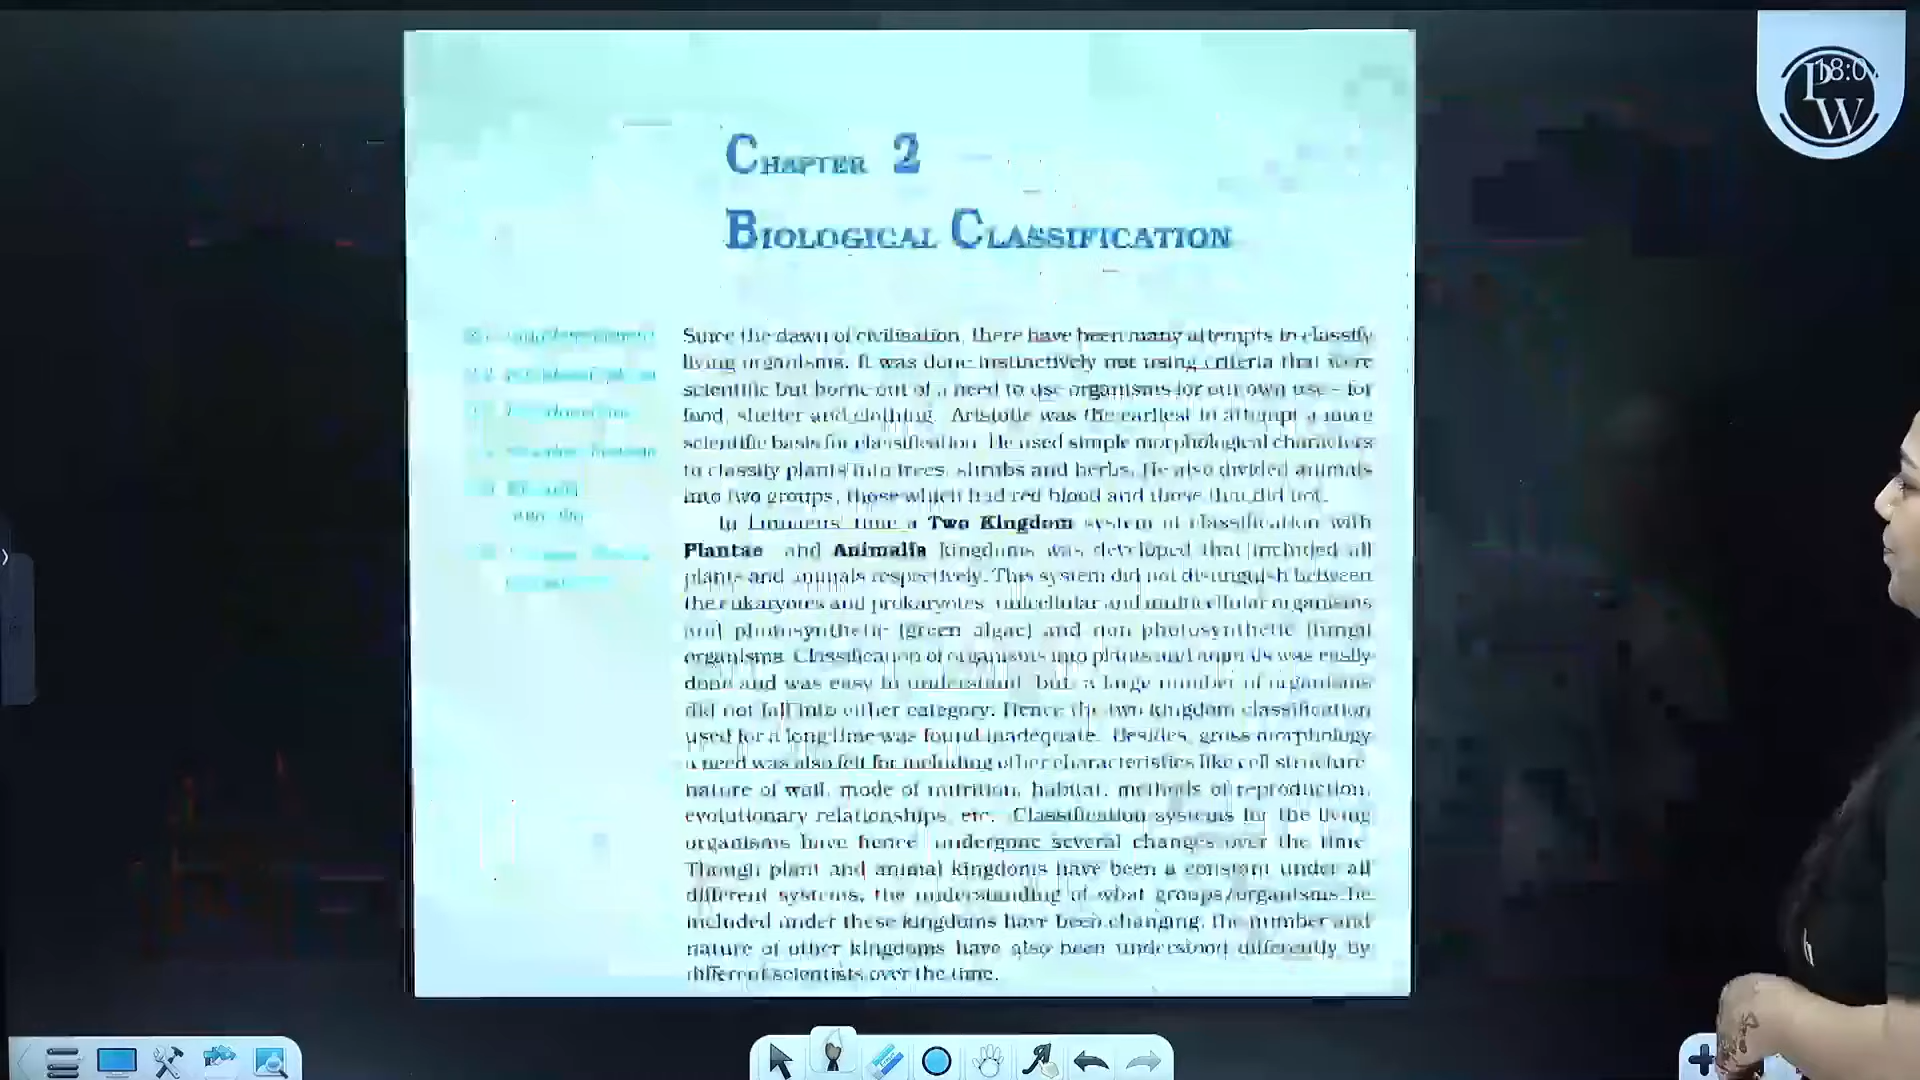 PW
18:0
CHAPTER 2
BIOLOGICAL CLASSIFICATION
Since the dawn of civilisation, there have been many attempts to classify
living organisms. It was done instinctively not using criteria that were
scientific but borne out of a need to use organisms for our own use – for
food, shelter and clothing. Aristotle was the earliest to attempt a more
scientific basis for classification. He used simple morphological characters
to classify plants into trees, shrubs and herbs. He also divided animals
into two groups, those which had red blood and those that did not.
In Linnaeus' time a Two Kingdom system of classification with
Plantae and Animalia kingdoms was developed that included all
plants and animals respectively. This system did not distinguish between
the eukaryotes and prokaryotes, unicellular and multicellular organisms
and photosynthetic (green algae) and non photosynthetic (fungi)
organisms. Classification of organisms into plants and animals was easily
done and was easy to understand, but, a large number of organisms
did not fall into either category. Hence the two kingdom classification
used for a long time was found inadequate. Besides, gross morphology
a need was also felt for including other characteristics like cell structure,
nature of wall, mode of nutrition, habitat, methods of reproduction,
evolutionary relationships, etc. Classification systems for the living
organisms have hence, undergone several changes over the time.
Though plant and animal kingdoms have been a constant under all
different systems, the understanding of what groups/organisms be
included under these kingdoms have been changing; the number and
nature of other kingdoms have also been understood differently by
different scientists over the time.